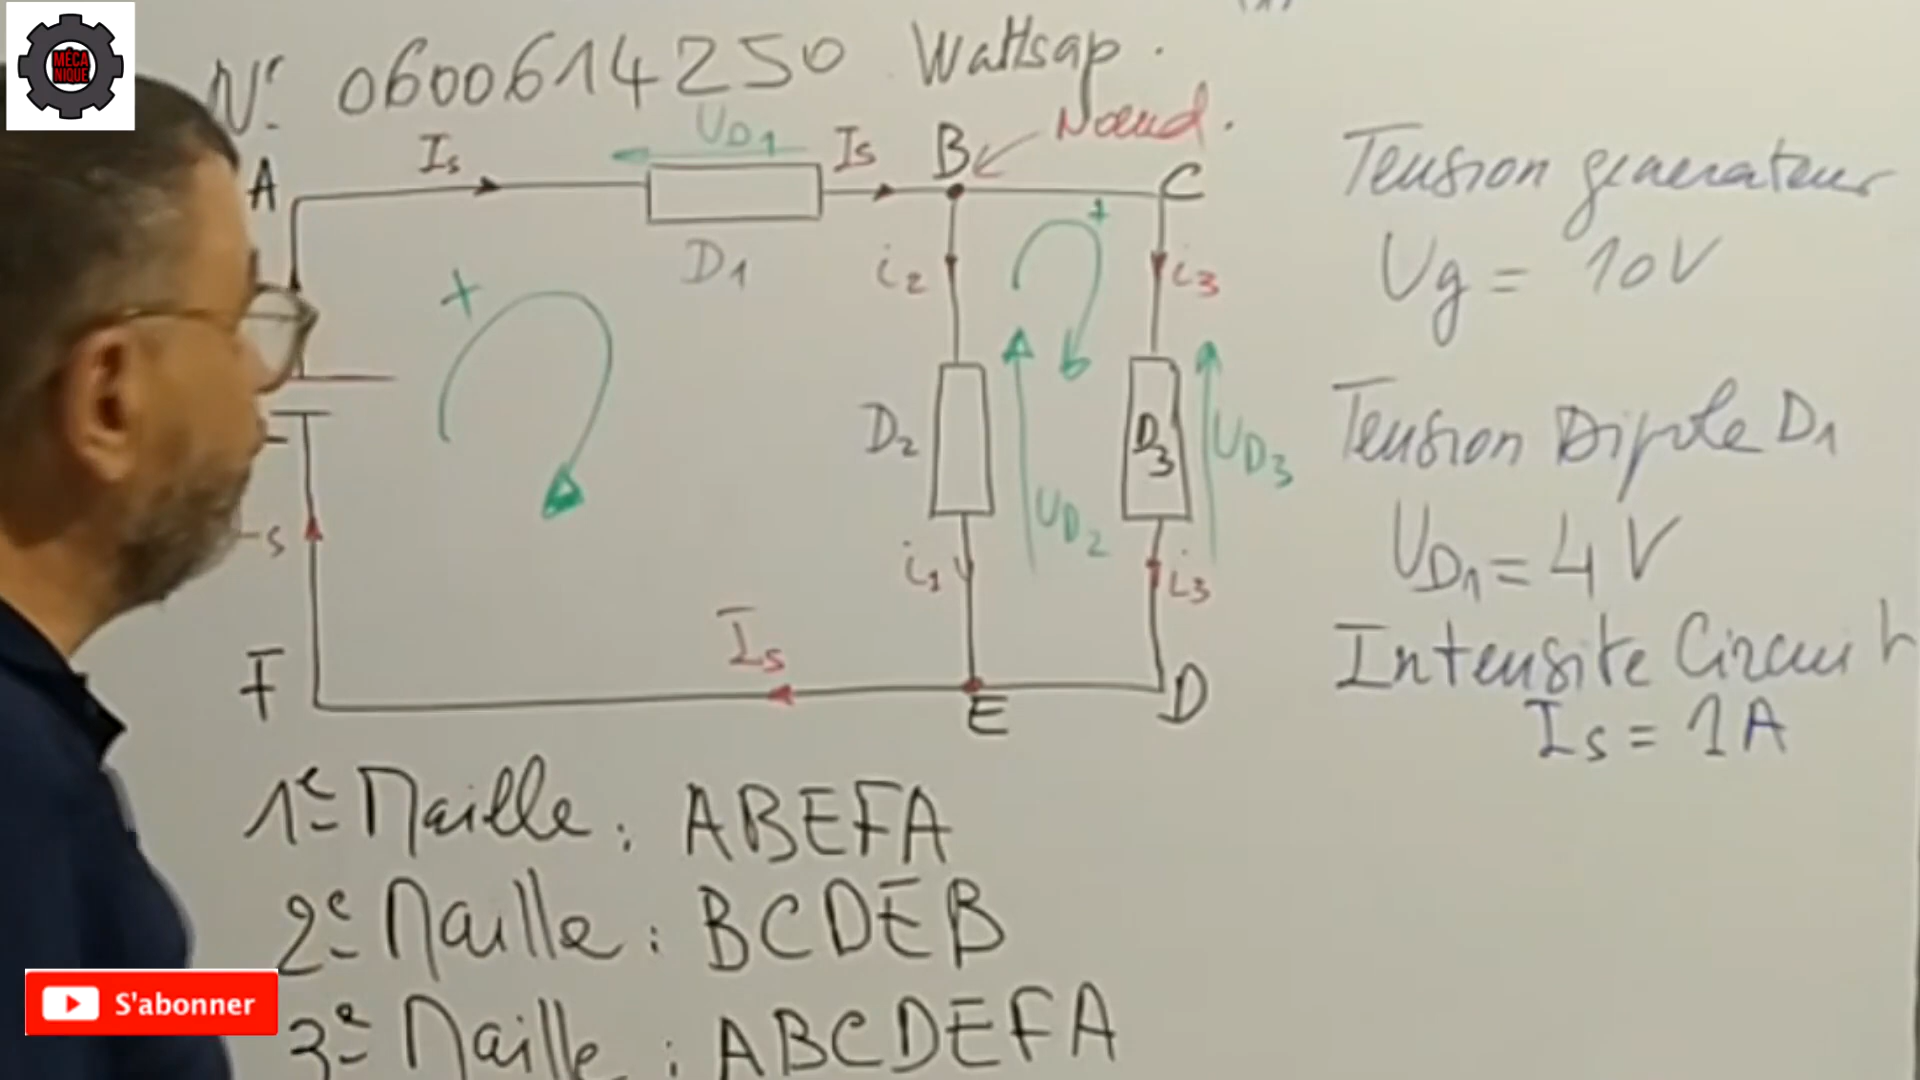 MÉCA
NIQUE
N° 0600614250 Wattsap.
Noeud.
UD1
A
Is
Is
B
C
D1
i2
i3
+
+
D2
D3
UD2
UD3
i1
i3
Is
F
E
D
Tension generateur
Ug = 10V
Tension Dipole D1
UD1 = 4 V
Intensite Circuit
Is = 1A
1e Maille : ABEFA
2e Maille : BCDEB
3e Maille : ABCDEFA
S'abonner